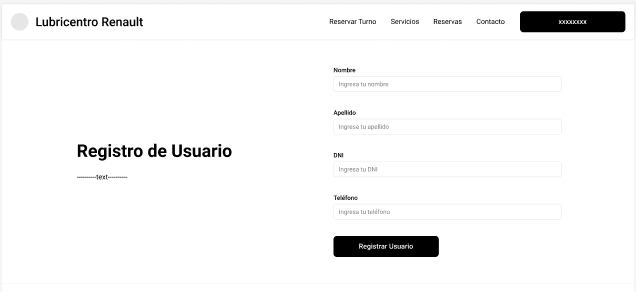 Lubricentro Renault
Reservar Turno Servicios Reservas Contacto xxxxxxxx
Nombre
Ingresa tu nombre
Apellido
Ingresa tu apellido
DNI
Ingresa tu DNI
Teléfono
Ingresa tu teléfono
Registrar Usuario
Registro de Usuario
----------text----------